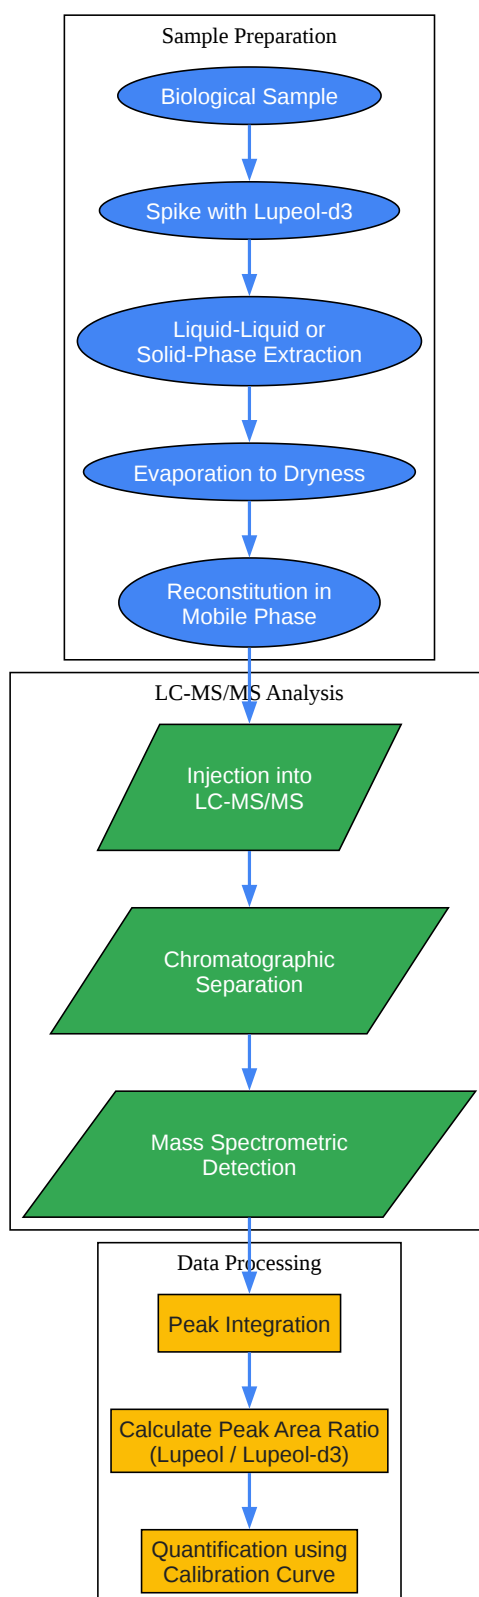 Sample Preparation
Biological Sample
Spike with Lupeol-d3
Liquid-Liquid or
Solid-Phase Extraction
Evaporation to Dryness
Reconstitution in
Mobile Phase
LC-MS/MS Analysis
Injection into
LC-MS/MS
Chromatographic
Separation
Mass Spectrometric
Detection
Data Processing
Peak Integration
Calculate Peak Area Ratio
(Lupeol / Lupeol-d3)
Quantification using
Calibration Curve